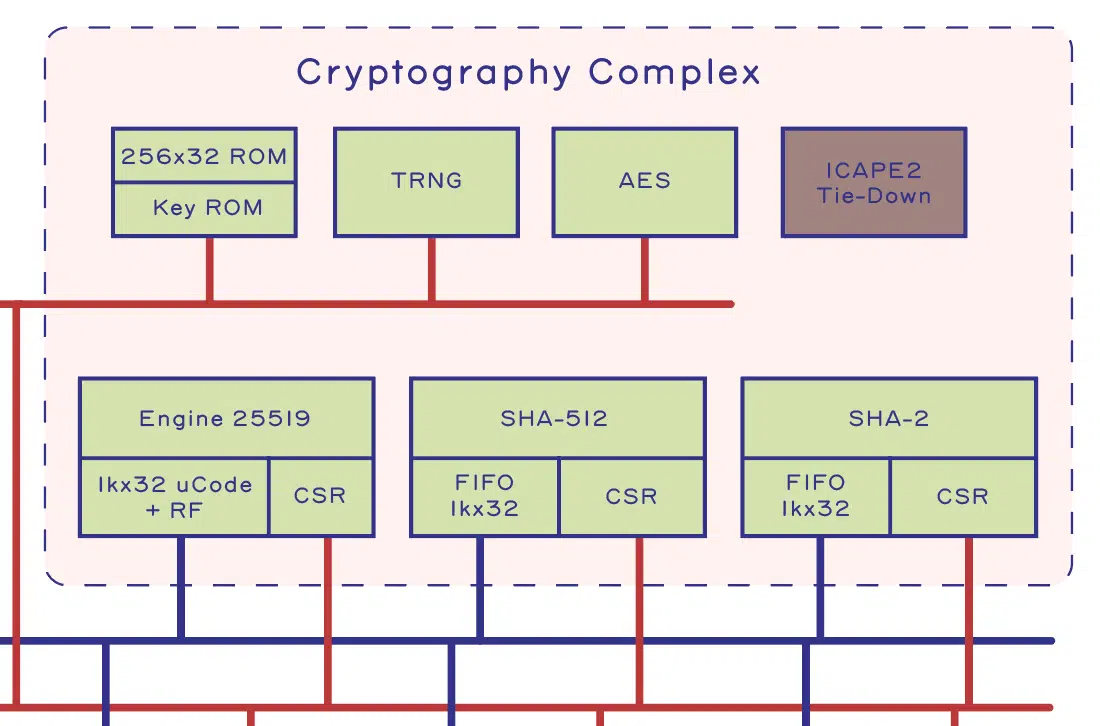 Cryptography Complex
256x32 ROM
Key ROM
TRNG
AES
ICAPE2
Tie-Down
Engine 25519
1kx32 uCode
+ RF
CSR
SHA-512
FIFO
1kx32
CSR
SHA-2
FIFO
1kx32
CSR